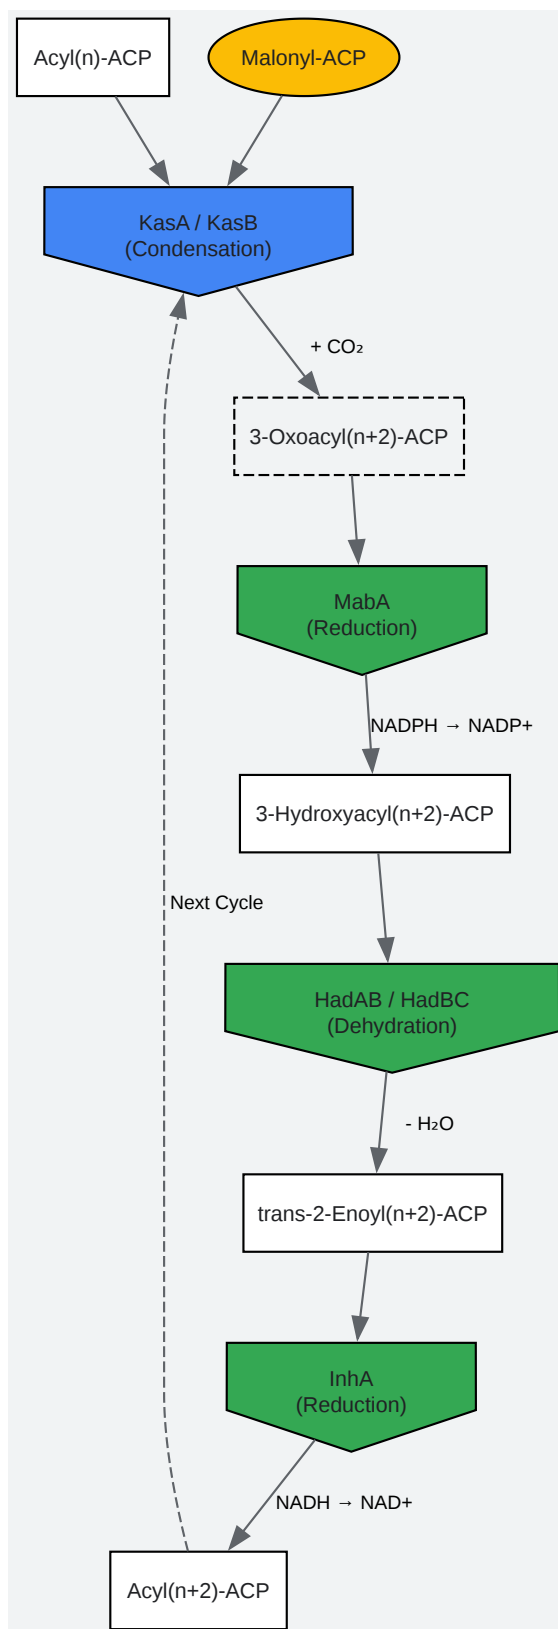 Acyl(n)-ACP
Malonyl-ACP
KasA / KasB
(Condensation)
+ CO₂
3-Oxoacyl(n+2)-ACP
MabA
(Reduction)
NADPH → NADP+
3-Hydroxyacyl(n+2)-ACP
Next Cycle
HadAB / HadBC
(Dehydration)
- H₂O
trans-2-Enoyl(n+2)-ACP
InhA
(Reduction)
NADH → NAD+
Acyl(n+2)-ACP